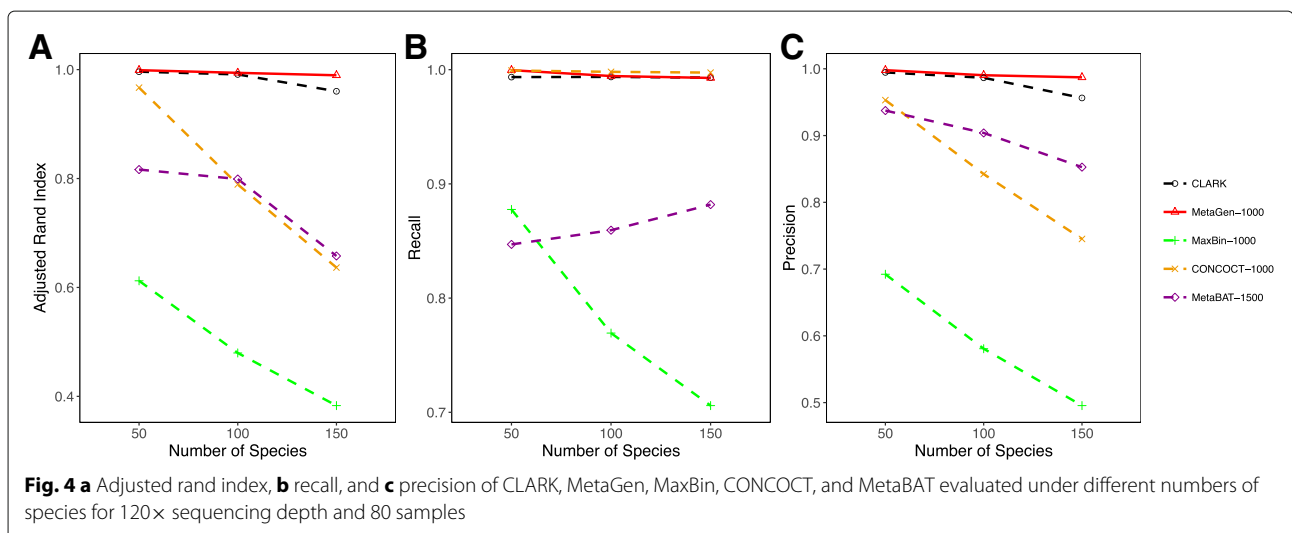 A
B
C
Adjusted Rand Index
1.0
0.8
0.6
0.4
50
100
150
Number of Species
Recall
1.0
0.9
0.8
0.7
50
100
150
Number of Species
Precision
1.0
0.9
0.8
0.7
0.6
0.5
50
100
150
Number of Species
CLARK
MetaGen−1000
MaxBin−1000
CONCOCT−1000
MetaBAT−1500
Fig. 4 a Adjusted rand index, b recall, and c precision of CLARK, MetaGen, MaxBin, CONCOCT, and MetaBAT evaluated under different numbers of
species for 120× sequencing depth and 80 samples